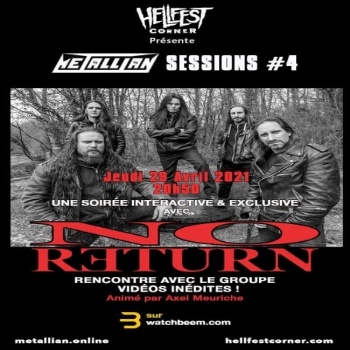 HELLFEST
CORNER
Présente
METALLIAN SESSIONS #4
Jeudi 29 Avril 2021
20h30
UNE SOIRÉE INTERACTIVE & EXCLUSIVE
AVEC
NO
RETURN
RENCONTRE AVEC LE GROUPE
VIDÉOS INÉDITES !
Animé par Axel Meuriche
sur
watchbeem.com
metallian.online hellfestcorner.com